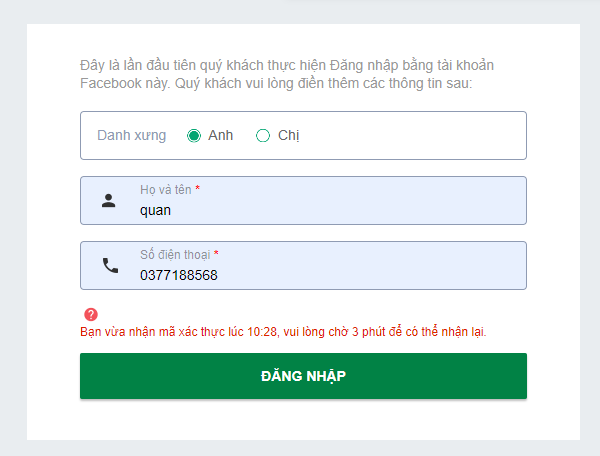 Đây là lần đầu tiên quý khách thực hiện Đăng nhập bằng tài khoản
Facebook này. Quý khách vui lòng điền thêm các thông tin sau:
Danh xưng Anh Chị
Họ và tên *
quan
Số điện thoại *
0377188568
?
Bạn vừa nhận mã xác thực lúc 10:28, vui lòng chờ 3 phút để có thể nhận lại.
ĐĂNG NHẬP